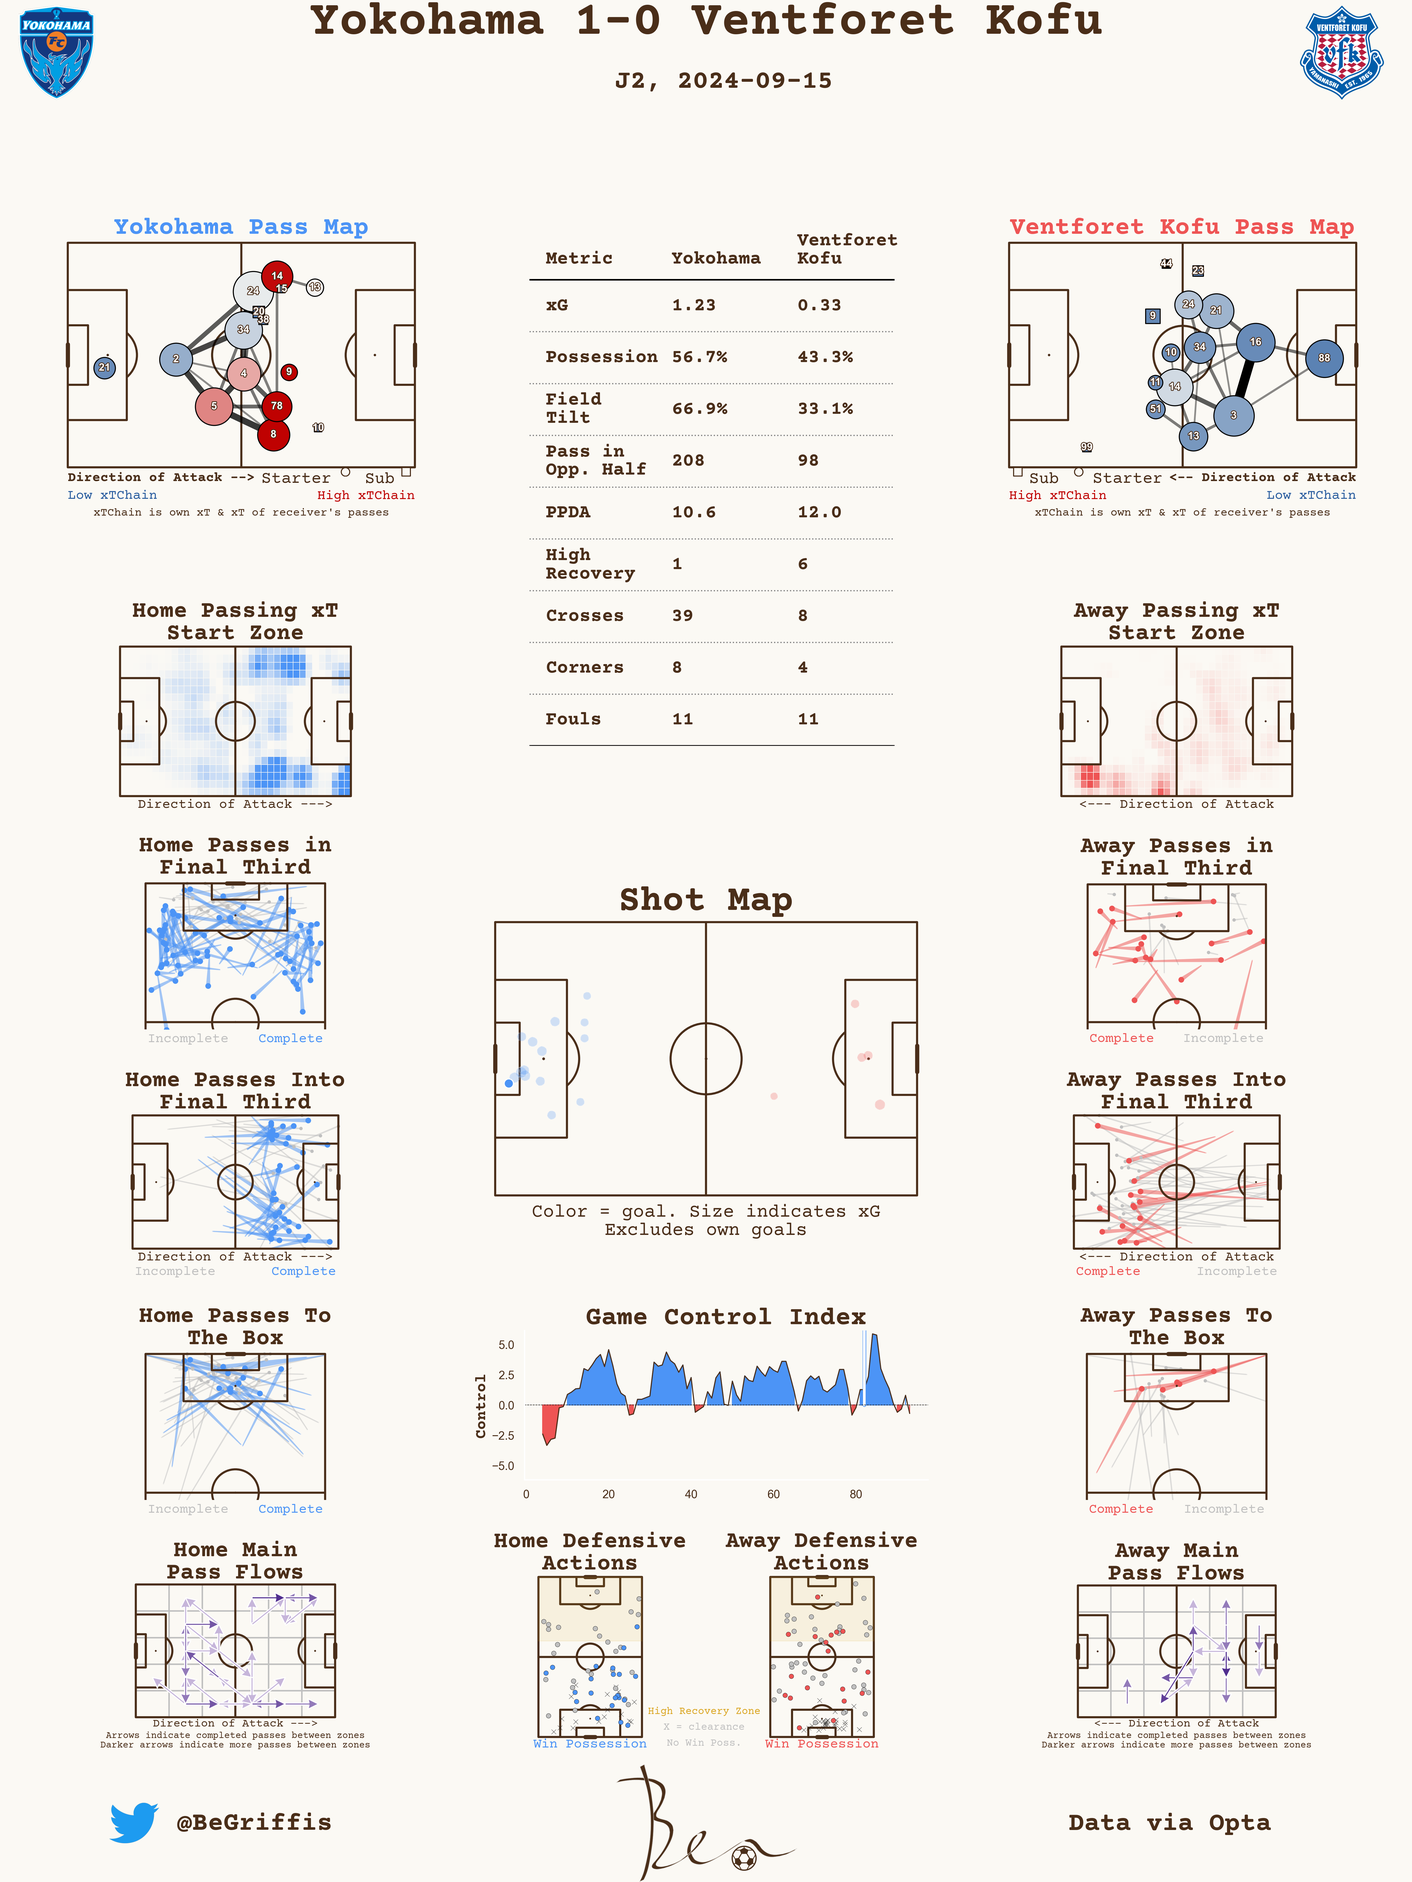 Yokohama 1-0 Ventforet Kofu
J2, 2024-09-15
YOKOHAMA
FC
VENTFORET KOFU
vfk
YAMANASHI EST. 1965
Yokohama Pass Map
14
24
15
13
20
38
34
2
21
4
9
5
78
8
10
Direction of Attack --> Starter Sub
Low xTChain High xTChain
xTChain is own xT & xT of receiver's passes
Metric Yokohama Ventforet Kofu
xG 1.23 0.33
Possession 56.7% 43.3%
Field Tilt 66.9% 33.1%
Pass in Opp. Half 208 98
PPDA 10.6 12.0
High Recovery 1 6
Crosses 39 8
Corners 8 4
Fouls 11 11
Ventforet Kofu Pass Map
44
23
24
21
9
34
16
10
88
11
14
51
3
13
99
Sub Starter <-- Direction of Attack
High xTChain Low xTChain
xTChain is own xT & xT of receiver's passes
Home Passing xT
Start Zone
Direction of Attack --->
Away Passing xT
Start Zone
<--- Direction of Attack
Home Passes in
Final Third
Incomplete Complete
Shot Map
Color = goal. Size indicates xG
Excludes own goals
Away Passes in
Final Third
Complete Incomplete
Home Passes Into
Final Third
Direction of Attack --->
Incomplete Complete
Away Passes Into
Final Third
<--- Direction of Attack
Complete Incomplete
Home Passes To
The Box
Incomplete Complete
Game Control Index
Control
5.0
2.5
0.0
−2.5
−5.0
0 20 40 60 80
Away Passes To
The Box
Complete Incomplete
Home Main
Pass Flows
Direction of Attack --->
Arrows indicate completed passes between zones
Darker arrows indicate more passes between zones
Home Defensive
Actions
Win Possession
High Recovery Zone
X = clearance
No Win Poss.
Away Defensive
Actions
Win Possession
Away Main
Pass Flows
<--- Direction of Attack
Arrows indicate completed passes between zones
Darker arrows indicate more passes between zones
@BeGriffis
Ben
Data via Opta